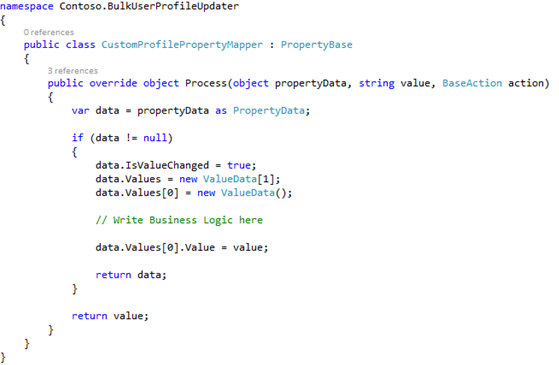 namespace Contoso.BulkUserProfileUpdater
{
0 references
public class CustomProfilePropertyMapper : PropertyBase
{
3 references
public override object Process(object propertyData, string value, BaseAction action)
{
var data = propertyData as PropertyData;
if (data != null)
{
data.IsValueChanged = true;
data.Values = new ValueData[1];
data.Values[0] = new ValueData();
// Write Business Logic here
data.Values[0].Value = value;
return data;
}
return value;
}
}
}